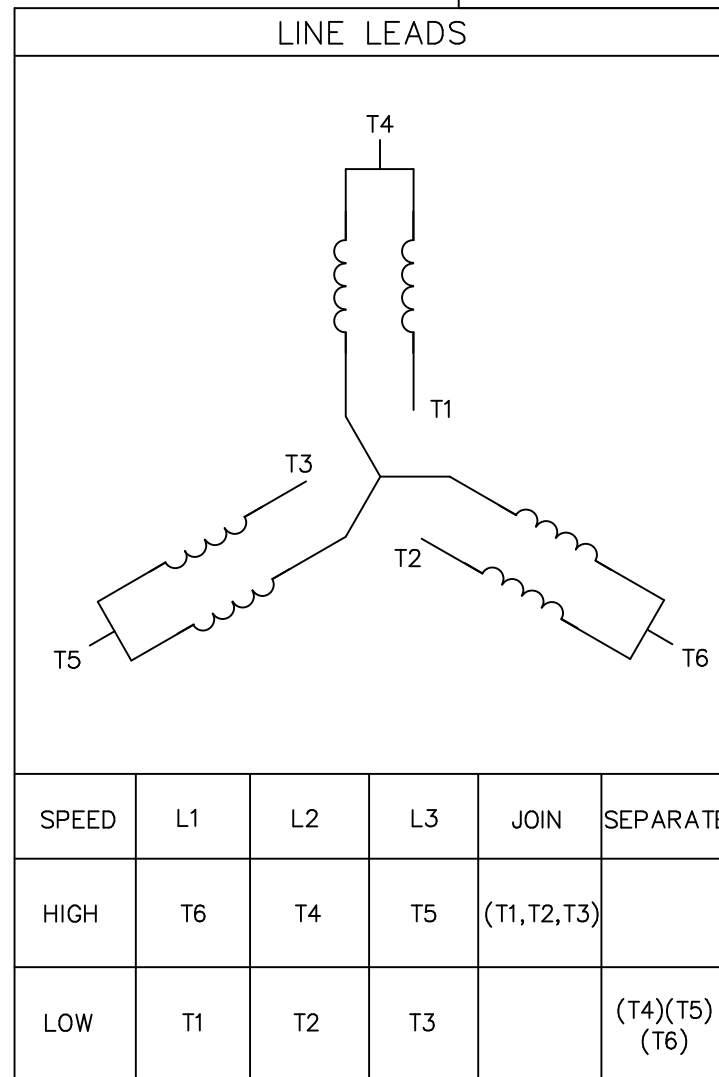 LINE LEADS
T4
T1
T3
T2
T5
T6
SPEED L1 L2 L3 JOIN SEPARATE
HIGH T6 T4 T5 (T1,T2,T3)
LOW T1 T2 T3 (T4)(T5)
(T6)